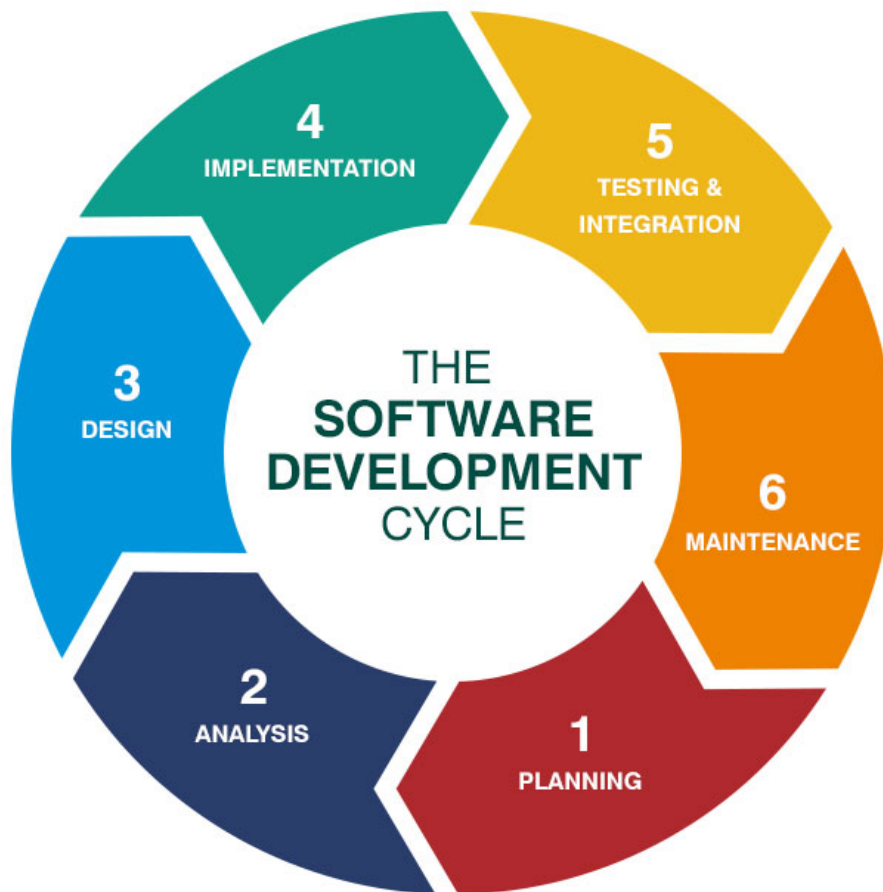 THE
SOFTWARE
DEVELOPMENT
CYCLE
1
PLANNING
2
ANALYSIS
3
DESIGN
4
IMPLEMENTATION
5
TESTING &
INTEGRATION
6
MAINTENANCE